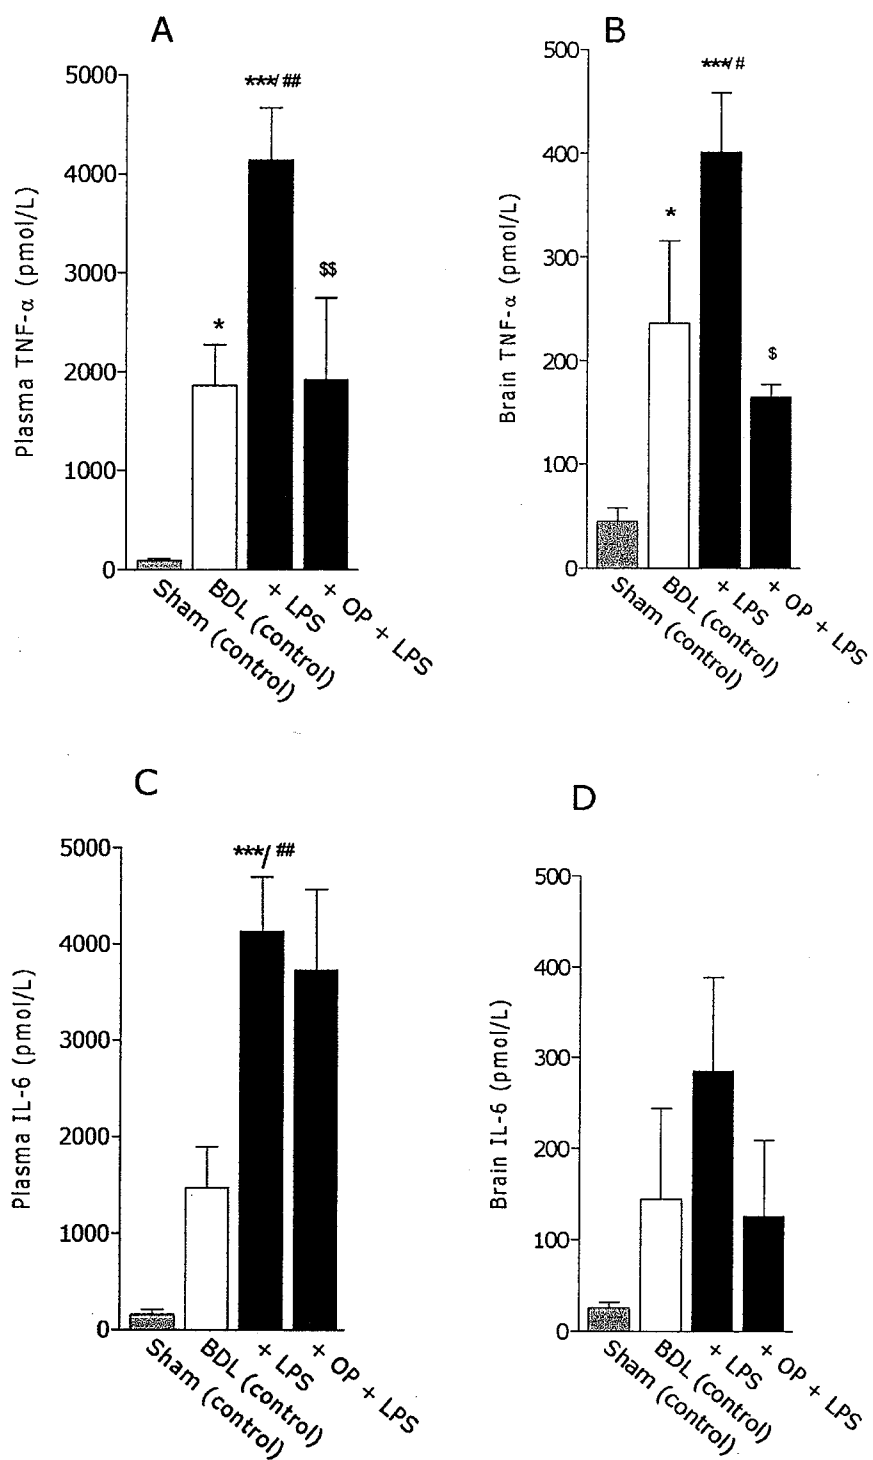 A
Plasma TNF-α (pmol/L)
5000
4000
3000
2000
1000
0
***/##
*
$$
Sham (control)
BDL (control)
+ LPS
+ OP + LPS
B
Brain TNF-α (pmol/L)
500
400
300
200
100
0
***/#
*
$
Sham (control)
BDL (control)
+ LPS
+ OP + LPS
C
Plasma IL-6 (pmol/L)
5000
4000
3000
2000
1000
0
***/ ##
Sham (control)
BDL (control)
+ LPS
+ OP + LPS
D
Brain IL-6 (pmol/L)
500
400
300
200
100
0
Sham (control)
BDL (control)
+ LPS
+ OP + LPS